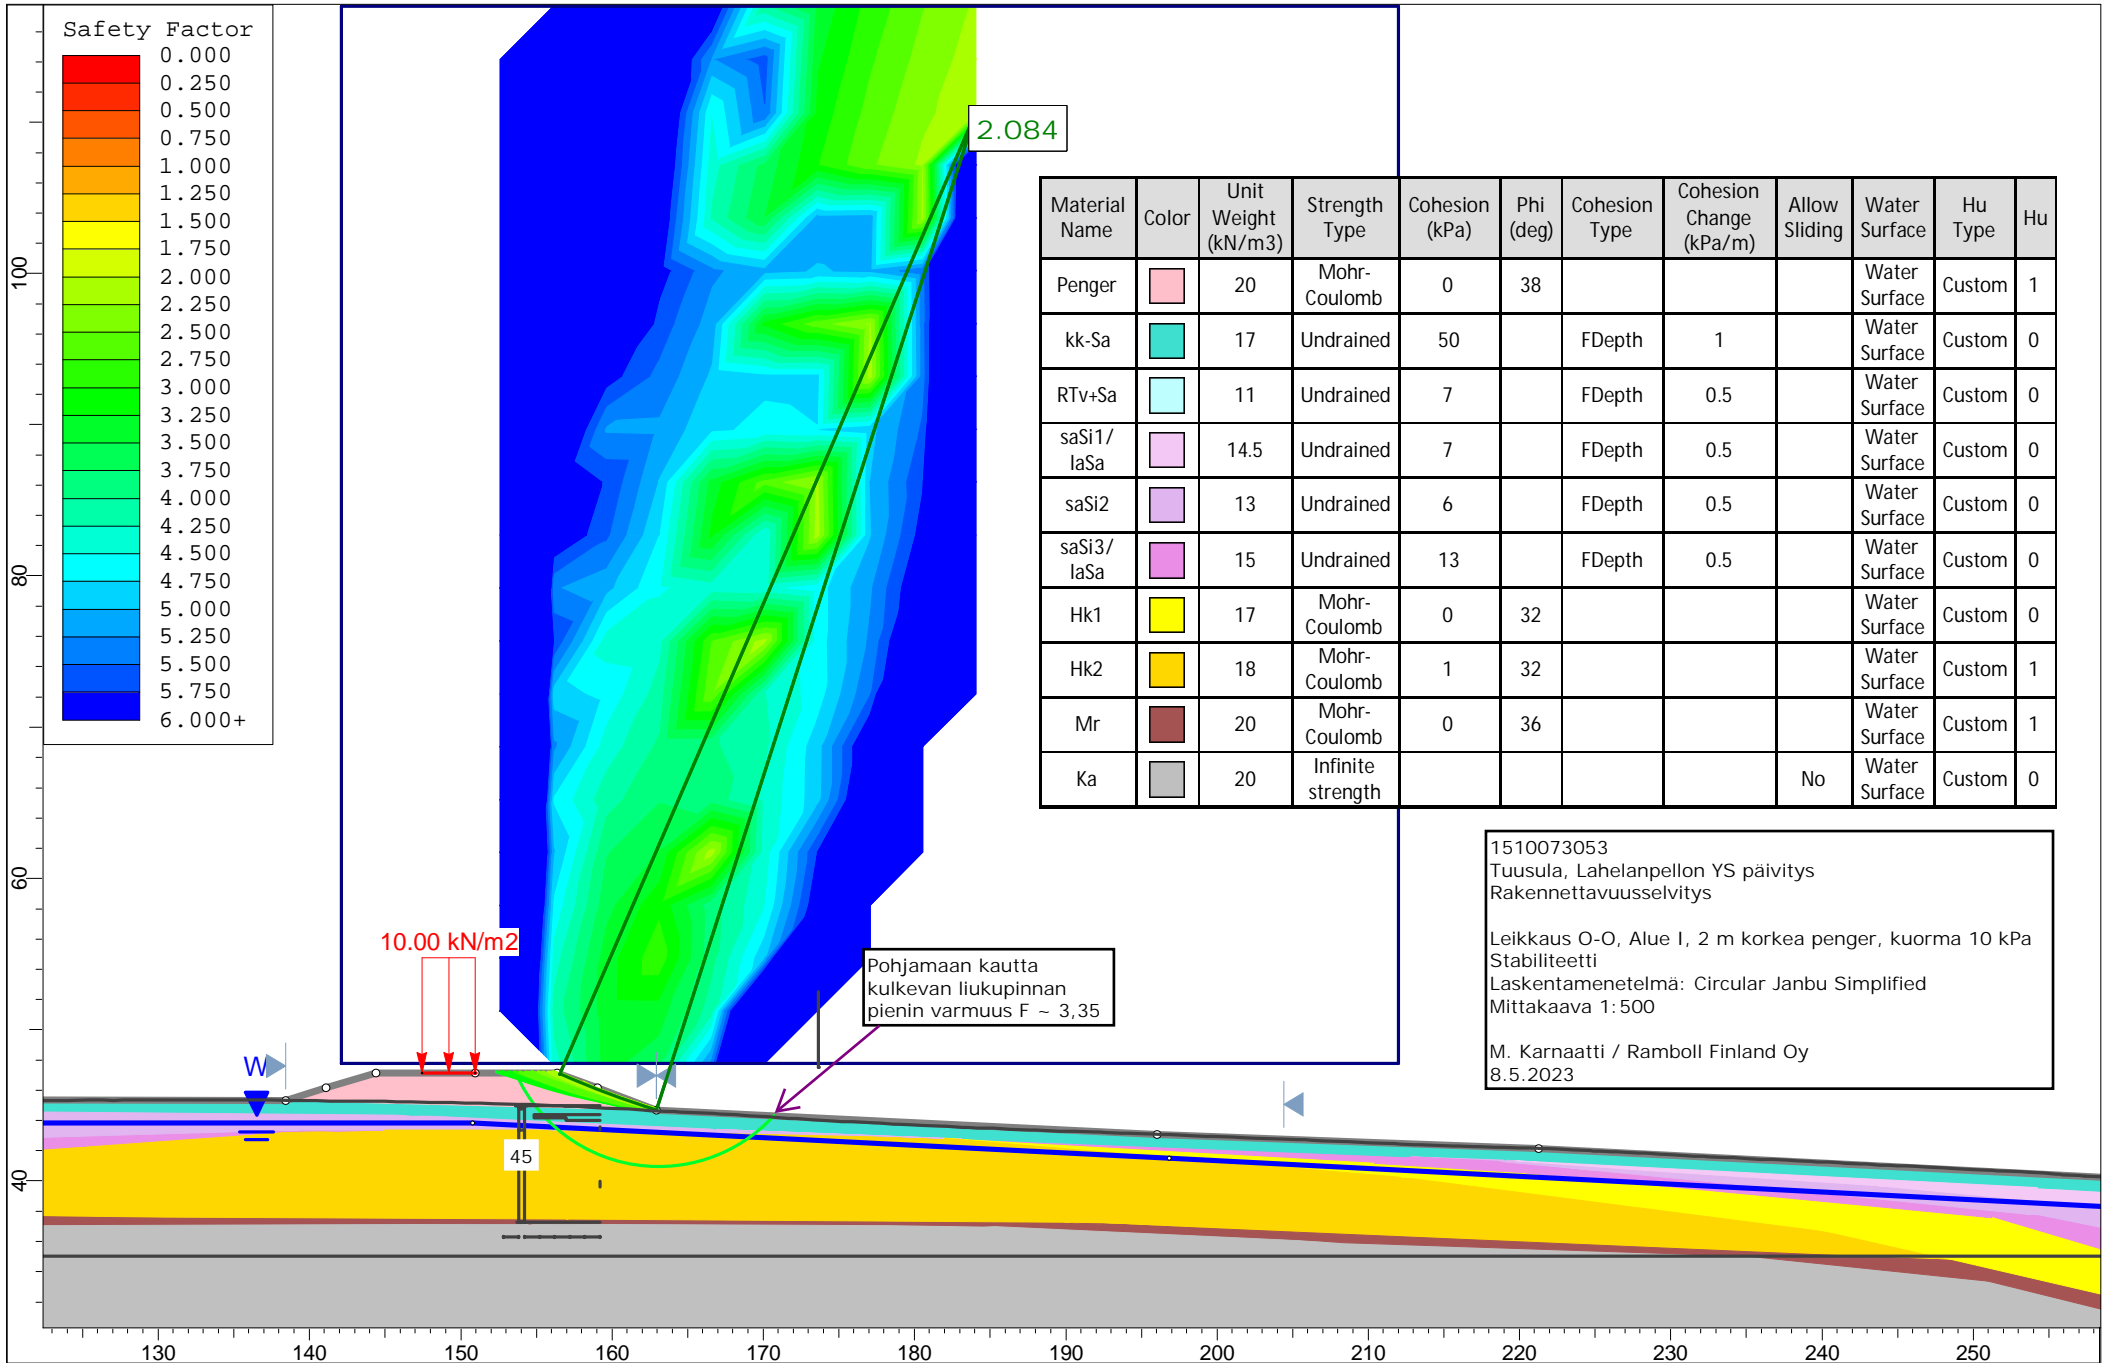 Safety Factor
0.000
0.250
0.500
0.750
1.000
1.250
1.500
1.750
2.000
2.250
2.500
2.750
3.000
3.250
3.500
3.750
4.000
4.250
4.500
4.750
5.000
5.250
5.500
5.750
6.000+
2.084
Material Name Color Unit Weight (kN/m3) Strength Type Cohesion (kPa) Phi (deg) Cohesion Type Cohesion Change (kPa/m) Allow Sliding Water Surface Hu Type Hu
Penger 20 Mohr-Coulomb 0 38 Water Surface Custom 1
kk-Sa 17 Undrained 50 FDepth 1 Water Surface Custom 0
RTv+Sa 11 Undrained 7 FDepth 0.5 Water Surface Custom 0
saSi1/laSa 14.5 Undrained 7 FDepth 0.5 Water Surface Custom 0
saSi2 13 Undrained 6 FDepth 0.5 Water Surface Custom 0
saSi3/laSa 15 Undrained 13 FDepth 0.5 Water Surface Custom 0
Hk1 17 Mohr-Coulomb 0 32 Water Surface Custom 0
Hk2 18 Mohr-Coulomb 1 32 Water Surface Custom 1
Mr 20 Mohr-Coulomb 0 36 Water Surface Custom 1
Ka 20 Infinite strength No Water Surface Custom 0
1510073053
Tuusula, Lahelanpellon YS päivitys
Rakennettavuusselvitys
Leikkaus O-O, Alue I, 2 m korkea penger, kuorma 10 kPa
Stabiliteetti
Laskentamenetelmä: Circular Janbu Simplified
Mittakaava 1:500
M. Karnaatti / Ramboll Finland Oy
8.5.2023
10.00 kN/m2
Pohjamaan kautta
kulkevan liukupinnan
pienin varmuus F ~ 3,35
W
45
100
80
60
40
130 140 150 160 170 180 190 200 210 220 230 240 250